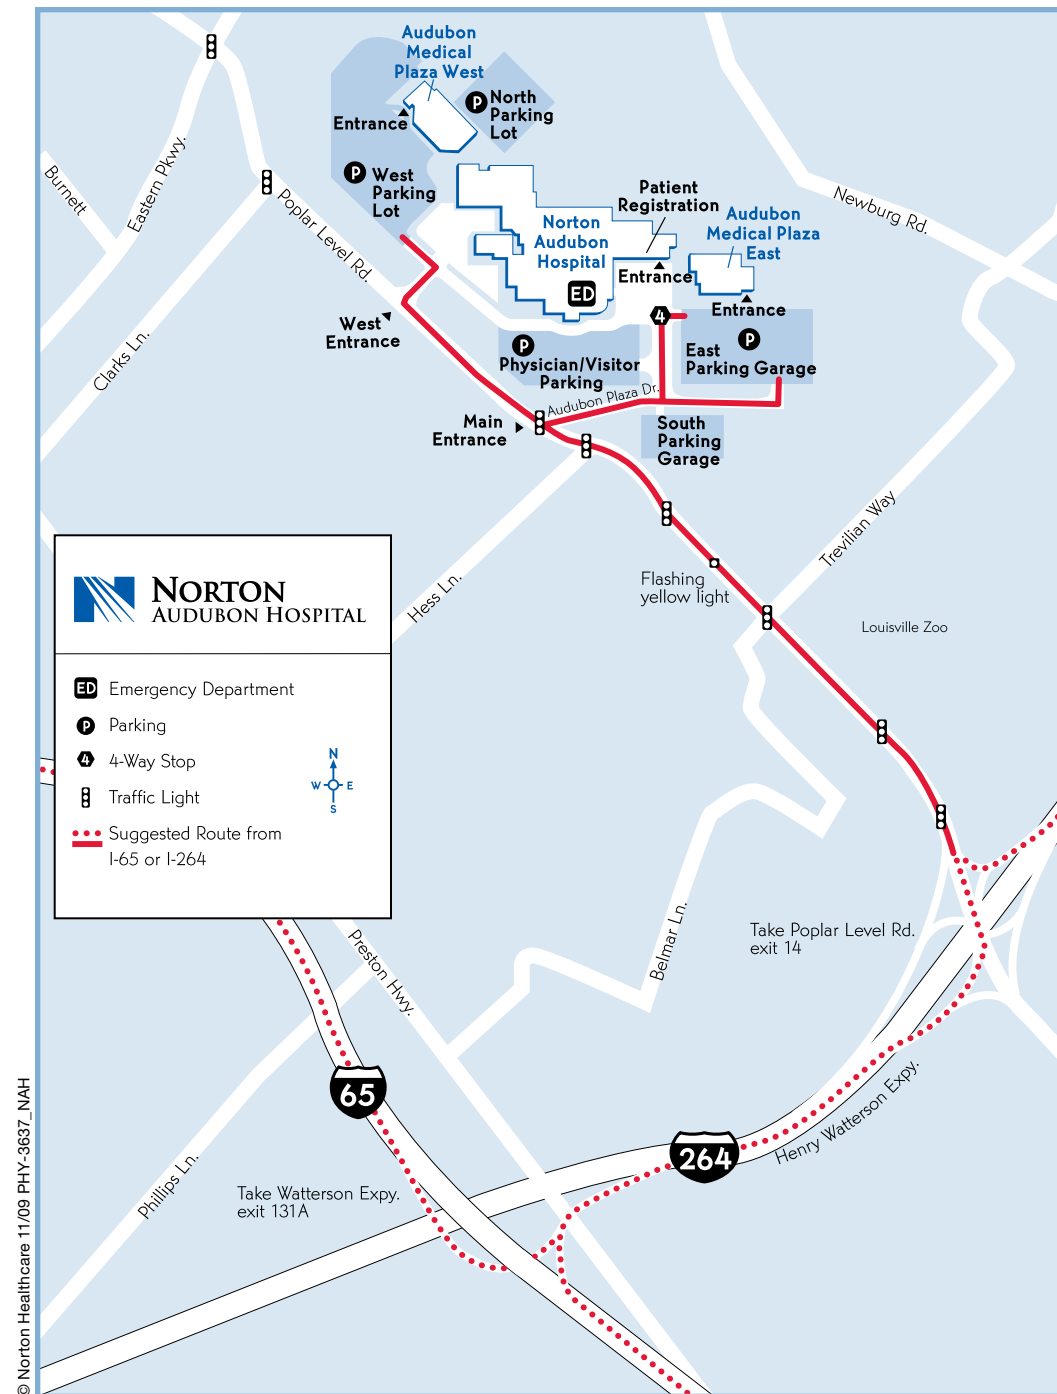 Audubon
Medical
Plaza West
P
North
Parking
Lot
Entrance
P
West
Parking
Lot
Burnett
Eastern Pkwy.
Poplar Level Rd.
Clarks Ln.
Newburg Rd.
Patient
Registration
Norton
Audubon
Hospital
Audubon
Medical Plaza
East
Entrance
ED
Entrance
4
West
Entrance
P
Physician/Visitor
Parking
P
East
Parking Garage
Audubon Plaza Dr.
Main
Entrance
South
Parking
Garage
Trevilian Way
Flashing
yellow light
Hess Ln.
Louisville Zoo
NORTON
AUDUBON HOSPITAL
ED Emergency Department
P Parking
4 4-Way Stop
Traffic Light
Suggested Route from
I-65 or I-264
N
W E
S
Belmar Ln.
Take Poplar Level Rd.
exit 14
Preston Hwy.
65
Henry Watterson Expy.
264
Phillips Ln.
Take Watterson Expy.
exit 131A
© Norton Healthcare 11/09 PHY-3637_NAH